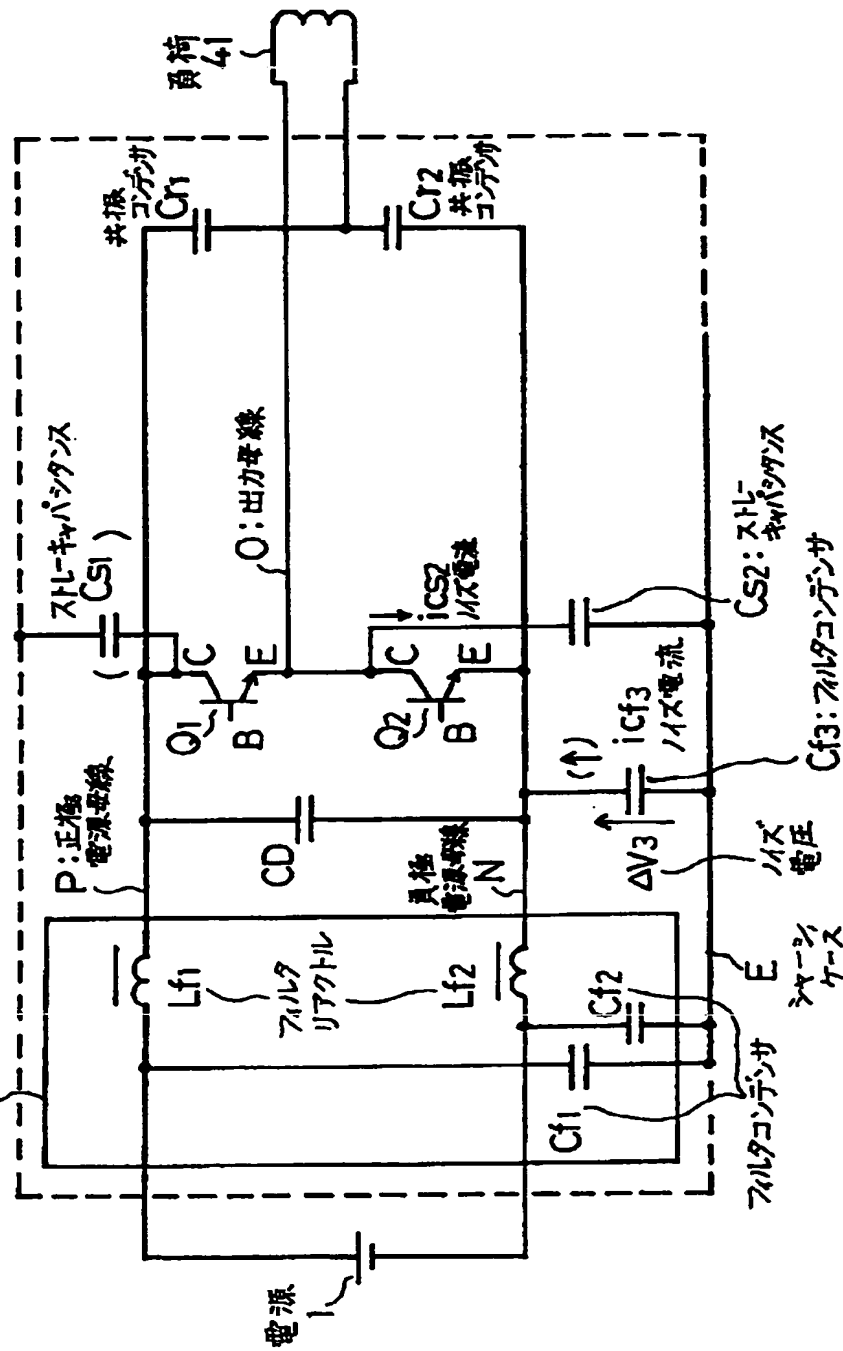 負荷
41
共振
コンデンサ
Cr1
Cr2
共振
コンデンサ
ストレーキャパシタンス
(Cs1)
O:出力母線
ics2
ノイズ電流
Cs2:ストレー
キャパシタンス
C
E
Q1
B
C
E
Q2
B
(↑)
icf3
ノイズ電流
Cf3:フィルタコンデンサ
P:正極
電源母線
CD
負極
電源母線
N
ΔV3
ノイズ
電圧
Lf1
フィルタ
リアクトル
Lf2
E
シャーシ,
ケース
Cf2
Cf1
フィルタコンデンサ
電源
1